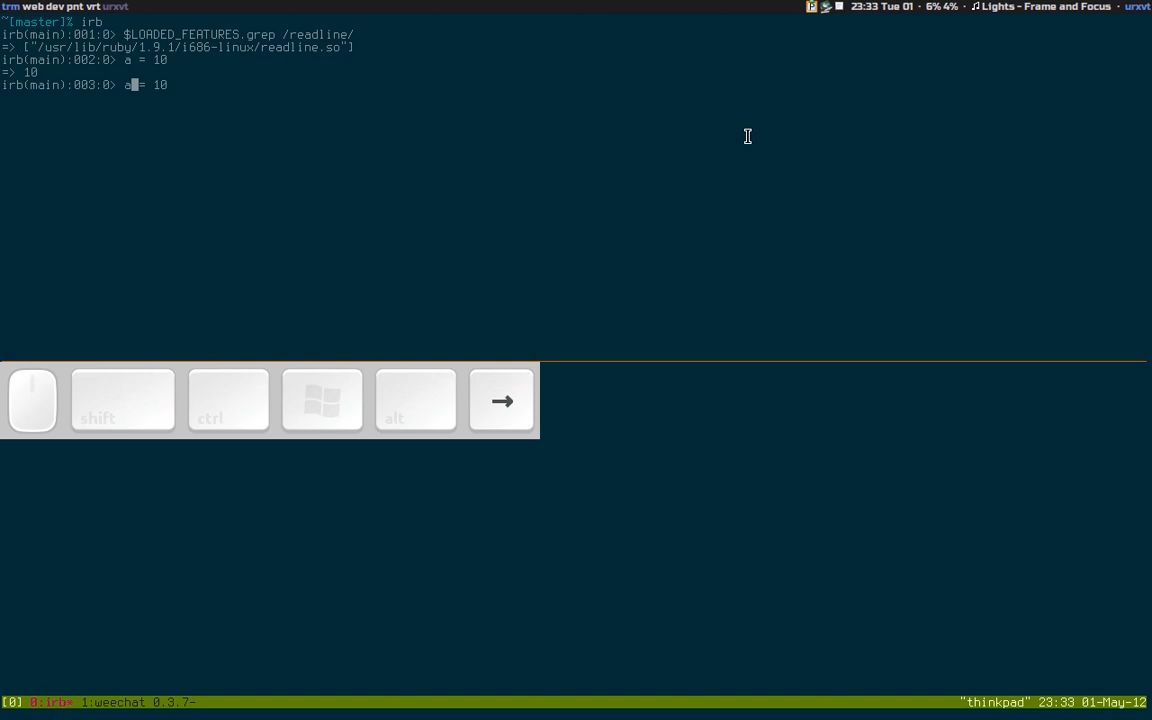 trm web dev pnt vrt urxvt
23:33 Tue 01 · 6% 4% · ♫ Lights - Frame and Focus · urxvt
~[master]% irb
irb(main):001:0> $LOADED_FEATURES.grep /readline/
=> ["/usr/lib/ruby/1.9.1/i686-linux/readline.so"]
irb(main):002:0> a = 10
=> 10
irb(main):003:0> a = 10
shift ctrl alt →
[0] 0:irb* 1:weechat 0.3.7- "thinkpad" 23:33 01-May-12